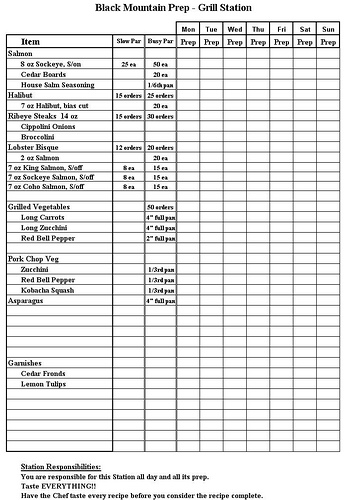 Black Mountain Prep - Grill Station
Mon Tue Wed Thu Fri Sat Sun
Item Slow Par Busy Par Prep Prep Prep Prep Prep Prep Prep
Salmon
8 oz Sockeye, S/on 25 ea 50 ea
Cedar Boards 20 ea
House Salm Seasoning 1/6th pan
Halibut 15 orders 25 orders
7 oz Halibut, bias cut 20 ea
Ribeye Steaks 14 oz 15 orders 30 orders
Cippolini Onions
Broccolini
Lobster Bisque 12 orders 20 orders
2 oz Salmon 20 ea
7 oz King Salmon, S/off 8 ea 15 ea
7 oz Sockeye Salmon, S/off 8 ea 15 ea
7 oz Coho Salmon, S/off 8 ea 15 ea
Grilled Vegetables 50 orders
Long Carrots 4" full pan
Long Zucchini 4" full pan
Red Bell Pepper 2" full pan
Pork Chop Veg
Zucchini 1/3rd pan
Red Bell Pepper 1/3rd pan
Kobacha Squash 1/3rd pan
Asparagus 4" full pan
Garnishes
Cedar Fronds
Lemon Tulips
Station Responsibilities:
You are responsible for this Station all day and all its prep.
Taste EVERYTHING!!
Have the Chef taste every recipe before you consider the recipe complete.